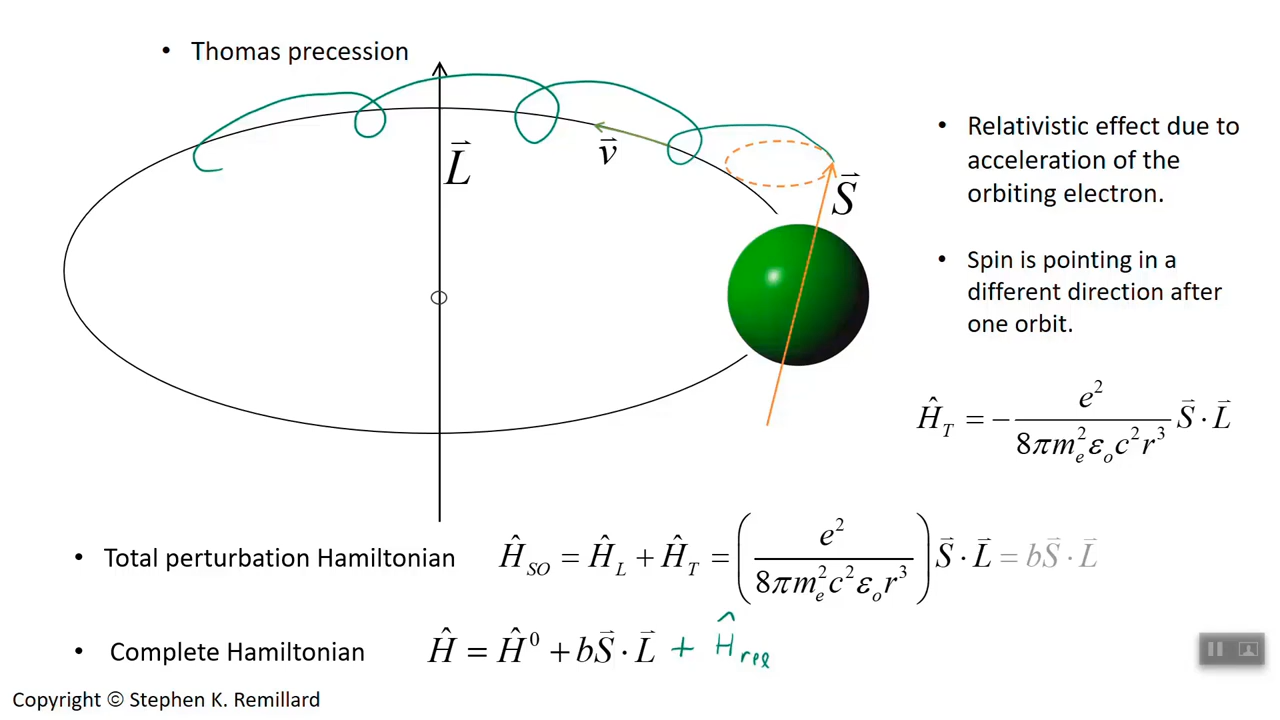 • Thomas precession
L⃗
v⃗
S⃗
• Relativistic effect due to
acceleration of the
orbiting electron.
• Spin is pointing in a
different direction after
one orbit.
Ĥ_T = − e² / (8πm_e²ε_oc²r³) S⃗ · L⃗
• Total perturbation Hamiltonian Ĥ_SO = Ĥ_L + Ĥ_T = ( e² / (8πm_e²c²ε_or³) ) S⃗ · L⃗ = bS⃗ · L⃗
• Complete Hamiltonian Ĥ = Ĥ⁰ + bS⃗ · L⃗ + Ĥ_rel
Copyright © Stephen K. Remillard